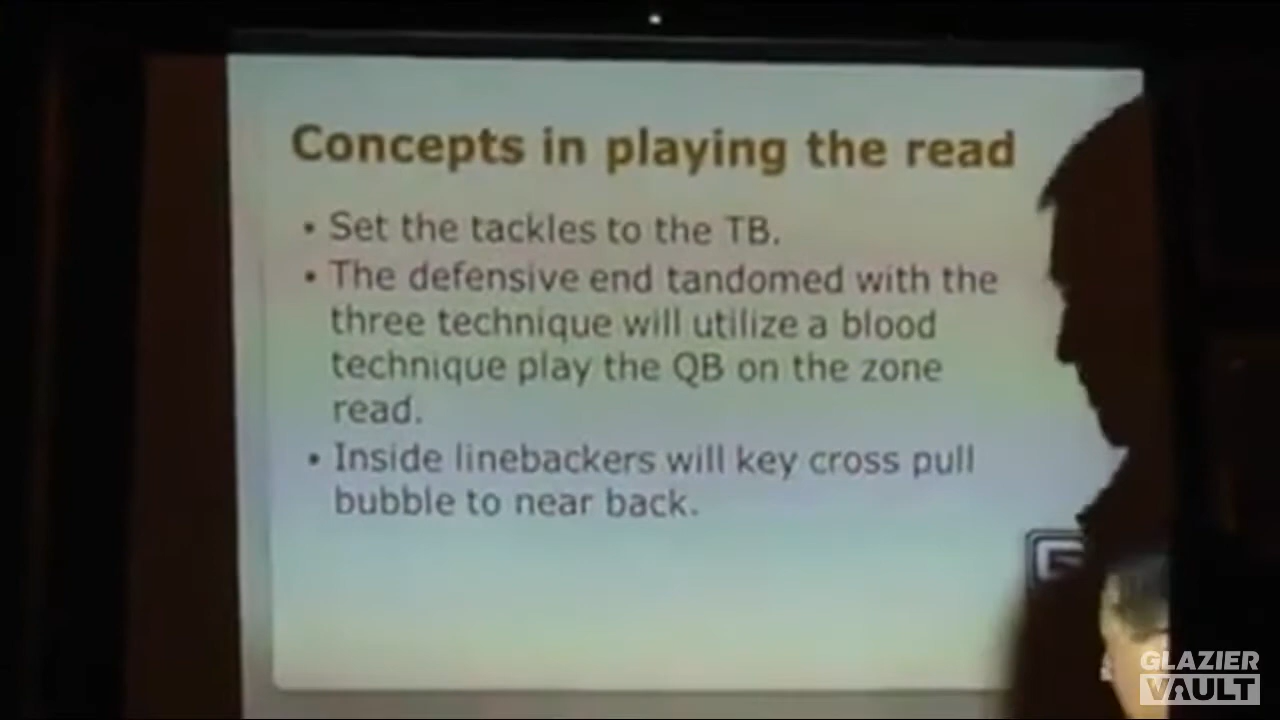 Concepts in playing the read
• Set the tackles to the TB.
• The defensive end tandomed with the
three technique will utilize a blood
technique play the QB on the zone
read.
• Inside linebackers will key cross pull
bubble to near back.
GLAZIER
VAULT